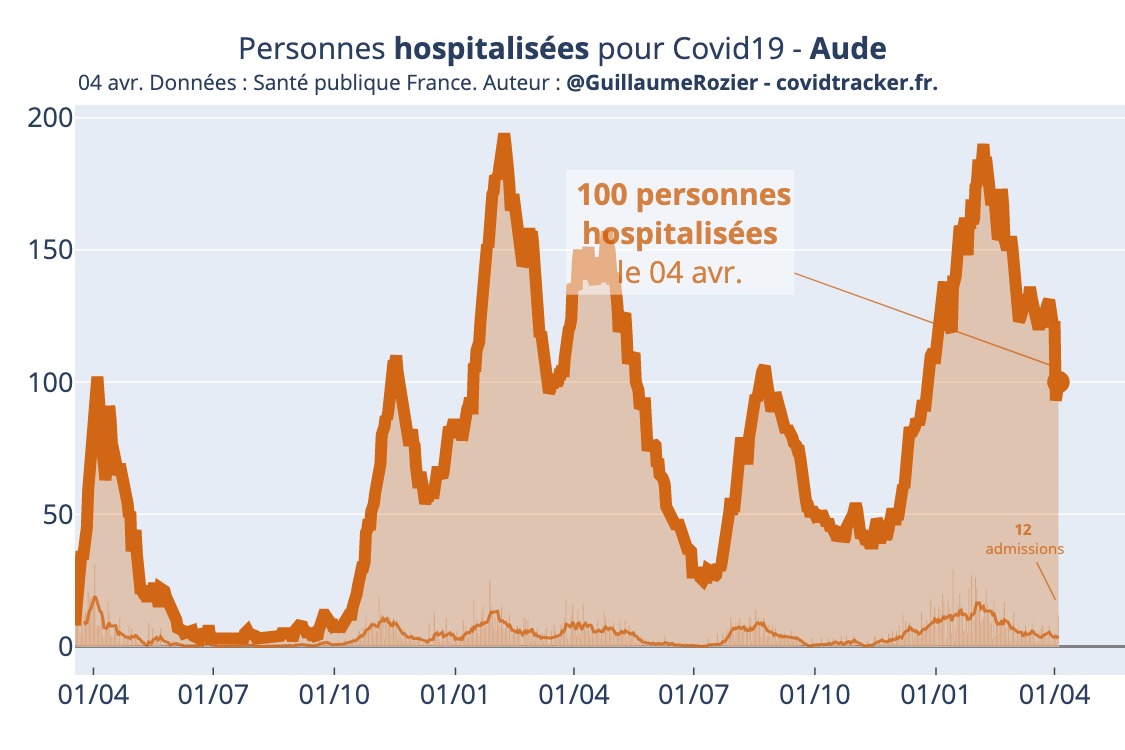 Personnes hospitalisées pour Covid19 - Aude
04 avr. Données : Santé publique France. Auteur : @GuillaumeRozier - covidtracker.fr.
200
150
100
50
0
100 personnes
hospitalisées
le 04 avr.
12
admissions
01/04 01/07 01/10 01/01 01/04 01/07 01/10 01/01 01/04